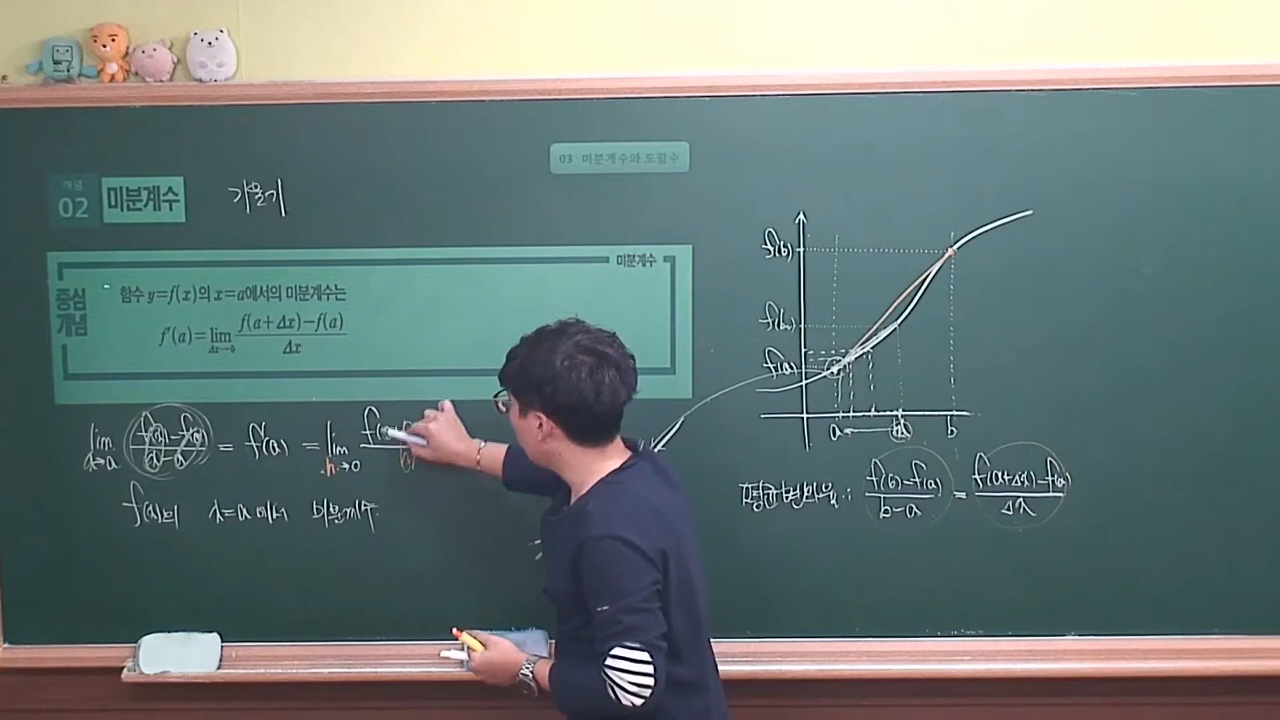 03 미분계수와 도함수
개념
02 미분계수 기울기
미분계수
중심
개념
함수 y=f(x)의 x=a에서의 미분계수는
f'(a)=lim Δx→0 f(a+Δx)-f(a) / Δx
lim x→a f(x)-f(a) / x-a = f'(a) = lim h→0 f(
f(x)의 x=a에서 미분계수
f(b)
f(a)
a b
평균변화율: f(b)-f(a) / b-a = f(a+Δx)-f(a) / Δx